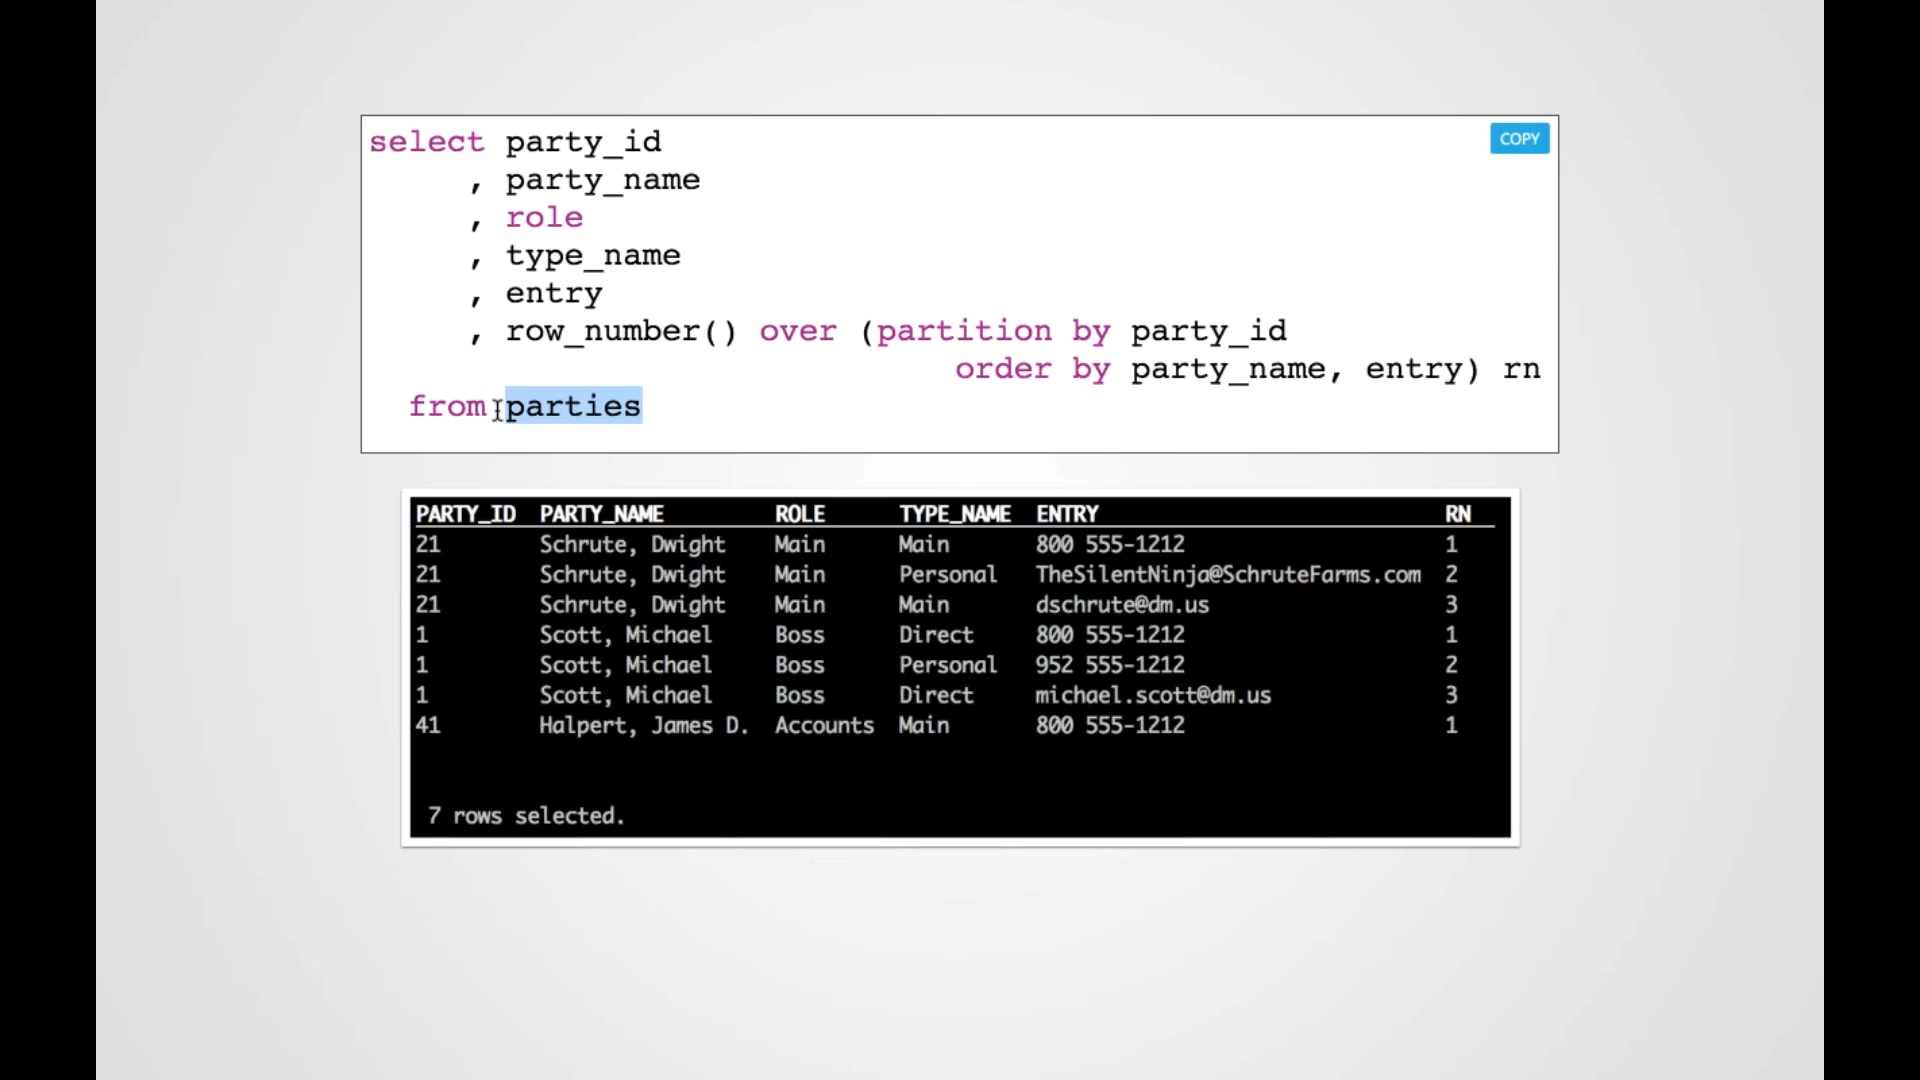 select party_id
COPY
, party_name
, role
, type_name
, entry
, row_number() over (partition by party_id
order by party_name, entry) rn
from parties
PARTY_ID PARTY_NAME ROLE TYPE_NAME ENTRY RN
21 Schrute, Dwight Main Main 800 555-1212 1
21 Schrute, Dwight Main Personal TheSilentNinja@SchruteFarms.com 2
21 Schrute, Dwight Main Main dschrute@dm.us 3
1 Scott, Michael Boss Direct 800 555-1212 1
1 Scott, Michael Boss Personal 952 555-1212 2
1 Scott, Michael Boss Direct michael.scott@dm.us 3
41 Halpert, James D. Accounts Main 800 555-1212 1
7 rows selected.